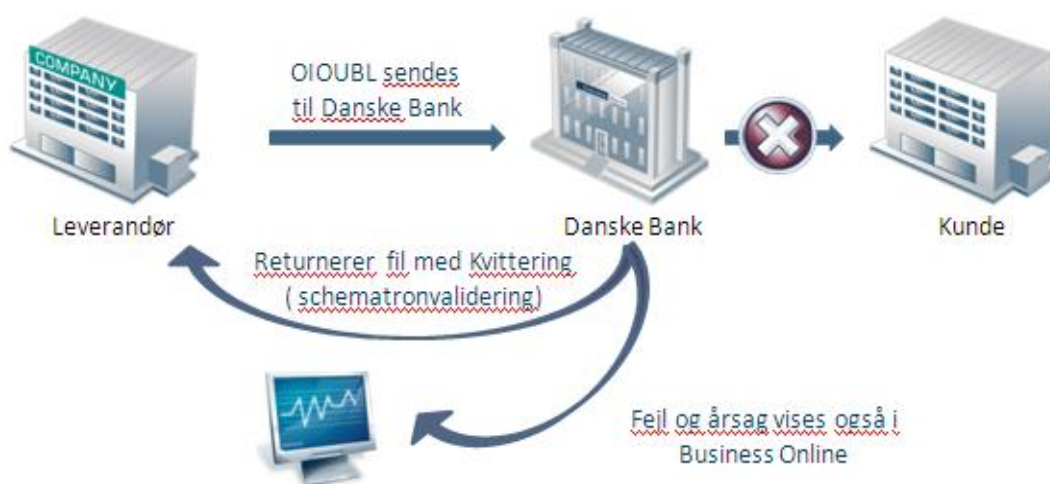 COMPANY
OIOUBL sendes
til Danske Bank
Leverandør
Danske Bank
Kunde
Returnerer fil med Kvittering
( schematronvalidering)
Fejl og årsag vises også i
Business Online